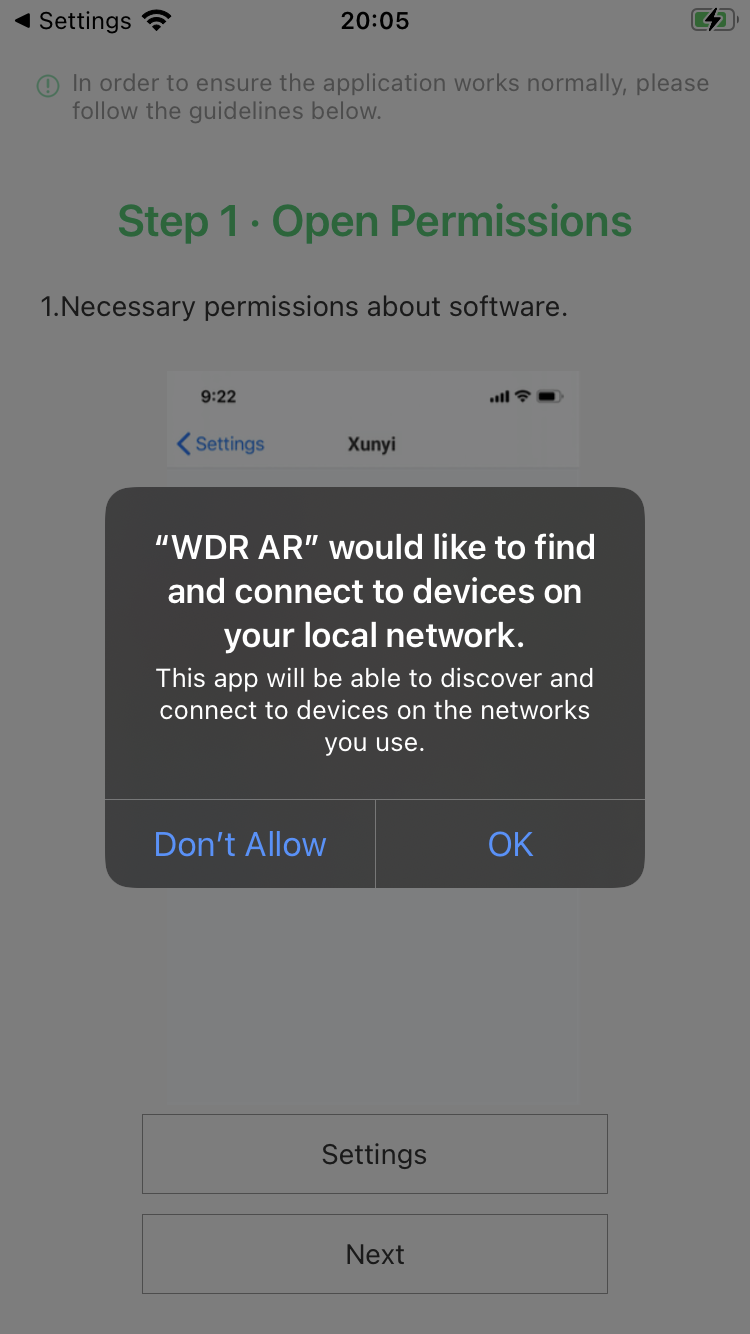 Settings
20:05
In order to ensure the application works normally, please
follow the guidelines below.
Step 1 · Open Permissions
1.Necessary permissions about software.
9:22
Settings
Xunyi
“WDR AR” would like to find
and connect to devices on
your local network.
This app will be able to discover and
connect to devices on the networks
you use.
Don’t Allow
OK
Settings
Next